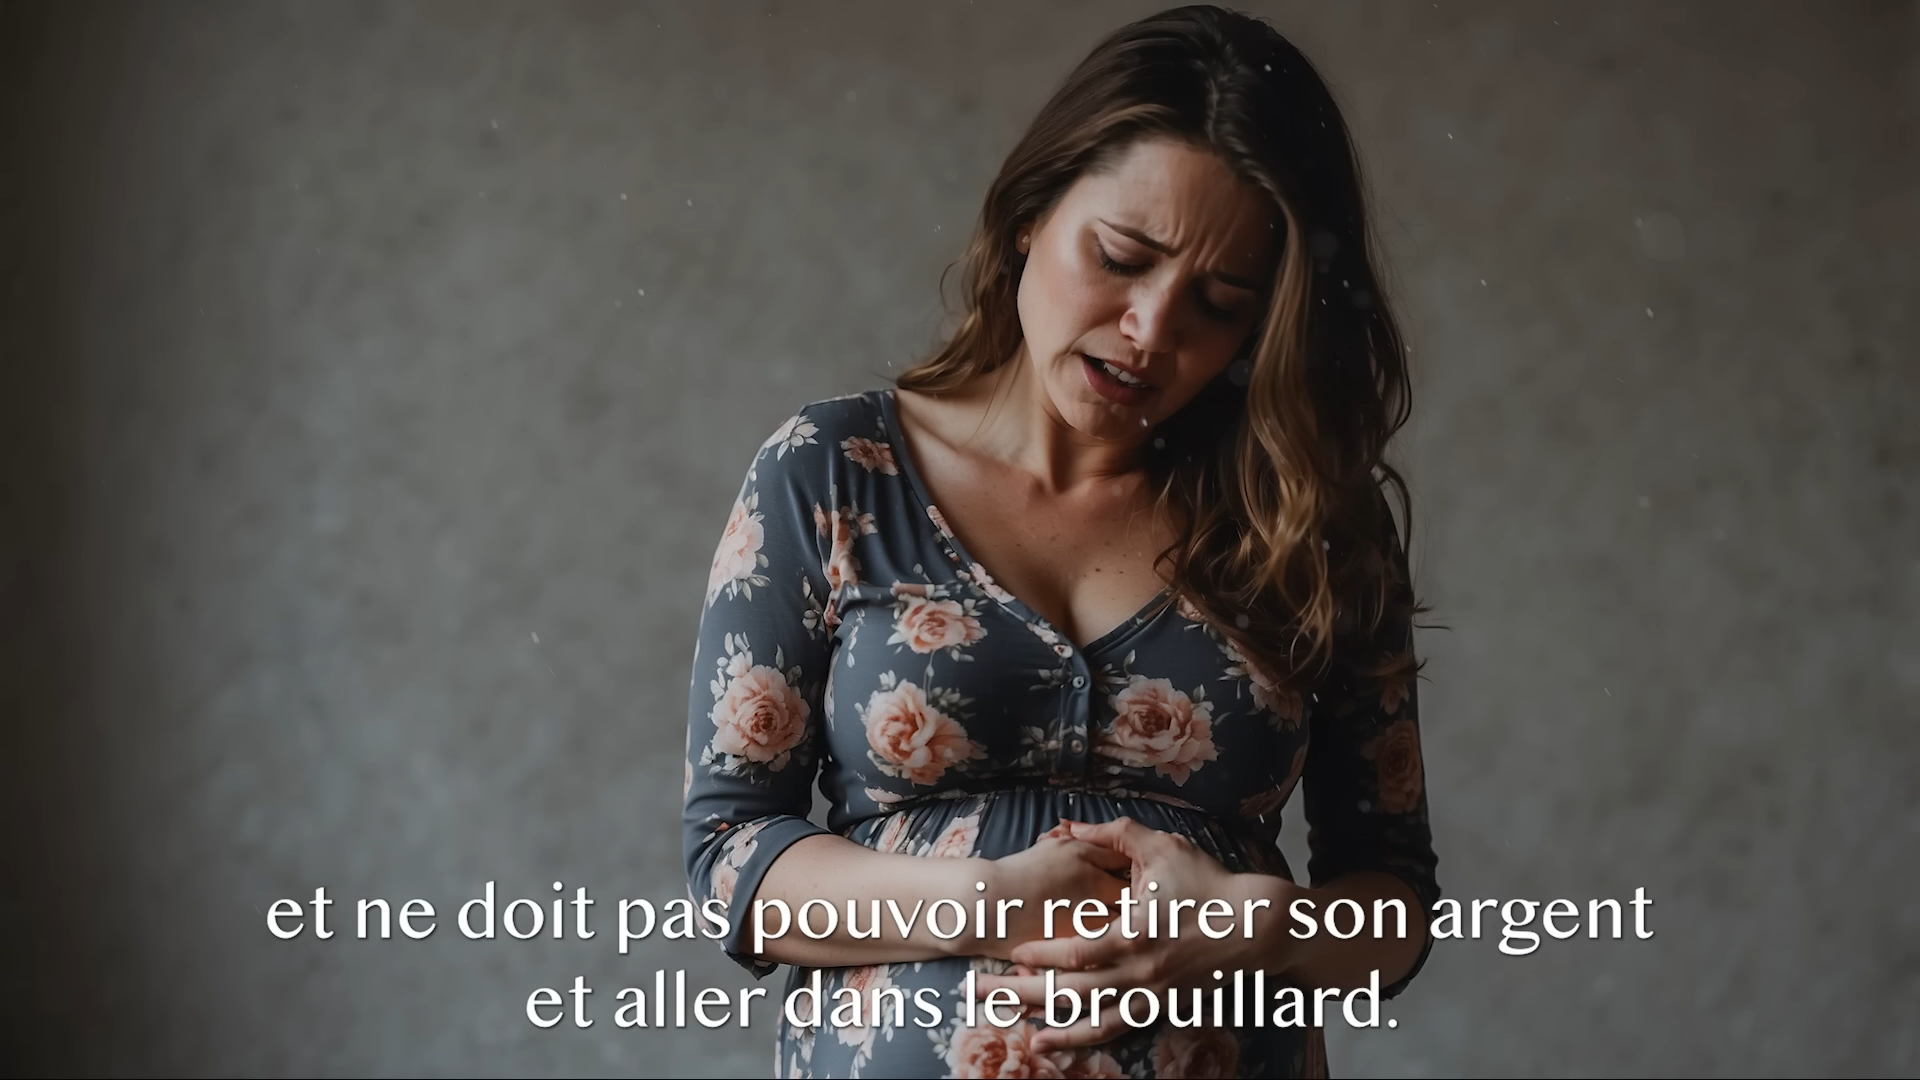 et ne doit pas pouvoir retirer son argent
et aller dans le brouillard.